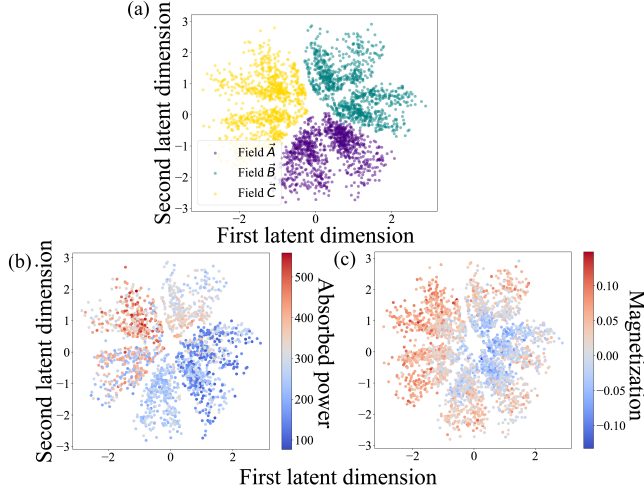 (a)
Second latent dimension
3
2
1
0
−1
−2
−3
Field A⃗
Field B⃗
Field C⃗
−2 0 2
First latent dimension
(b)
Second latent dimension
3
2
1
0
−1
−2
−3
−2 0 2
500
400
300
200
100
Absorbed power
(c)
3
2
1
0
−1
−2
−3
−2 0 2
0.10
0.05
0.00
−0.05
−0.10
Magnetization
First latent dimension